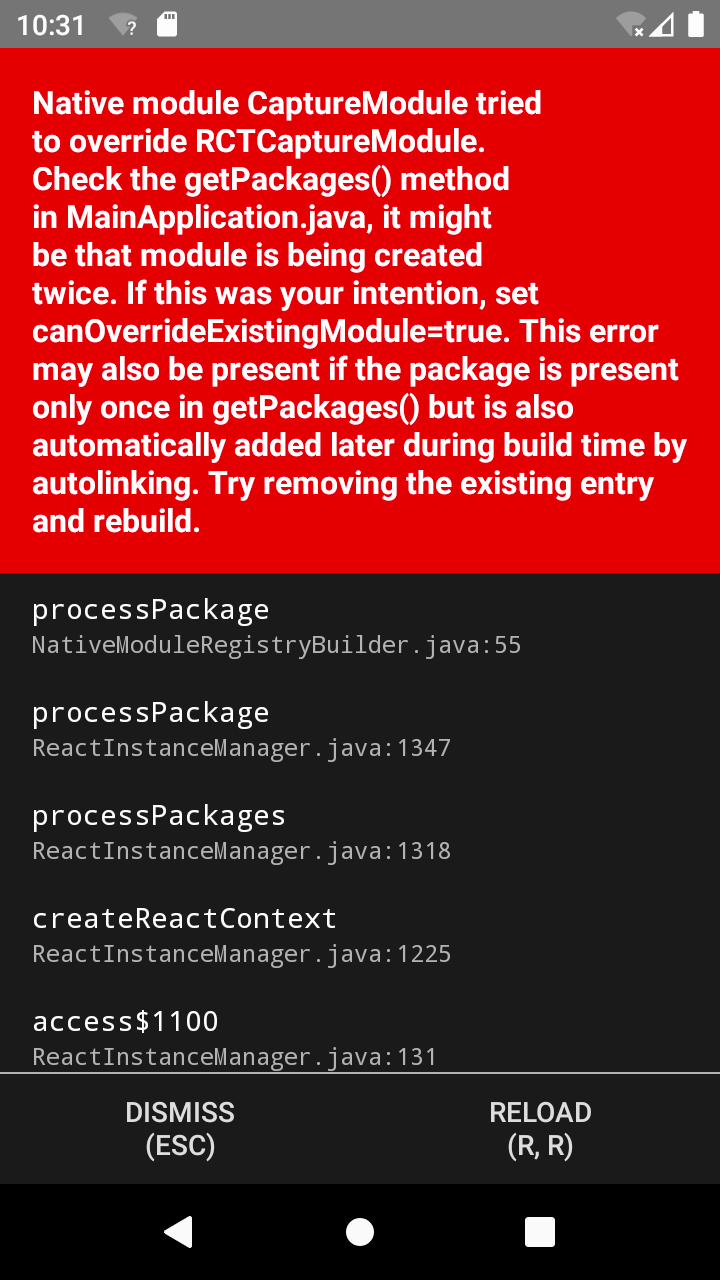 10:31
Native module CaptureModule tried
to override RCTCaptureModule.
Check the getPackages() method
in MainApplication.java, it might
be that module is being created
twice. If this was your intention, set
canOverrideExistingModule=true. This error
may also be present if the package is present
only once in getPackages() but is also
automatically added later during build time by
autolinking. Try removing the existing entry
and rebuild.
processPackage
NativeModuleRegistryBuilder.java:55
processPackage
ReactInstanceManager.java:1347
processPackages
ReactInstanceManager.java:1318
createReactContext
ReactInstanceManager.java:1225
access$1100
ReactInstanceManager.java:131
DISMISS
(ESC)
RELOAD
(R, R)